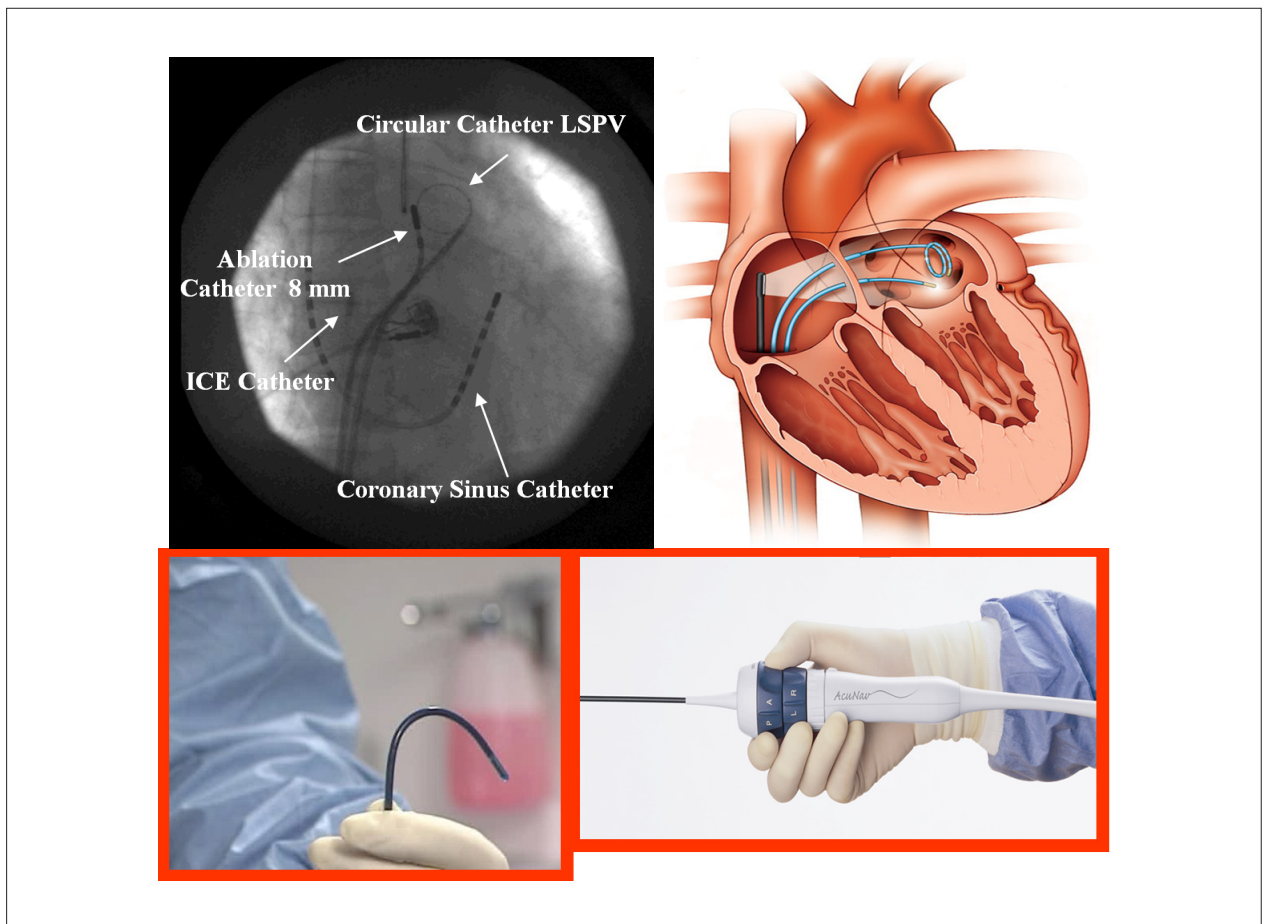 Circular Catheter LSPV
Ablation
Catheter 8 mm
ICE Catheter
Coronary Sinus Catheter
P A
L R
AcuNav